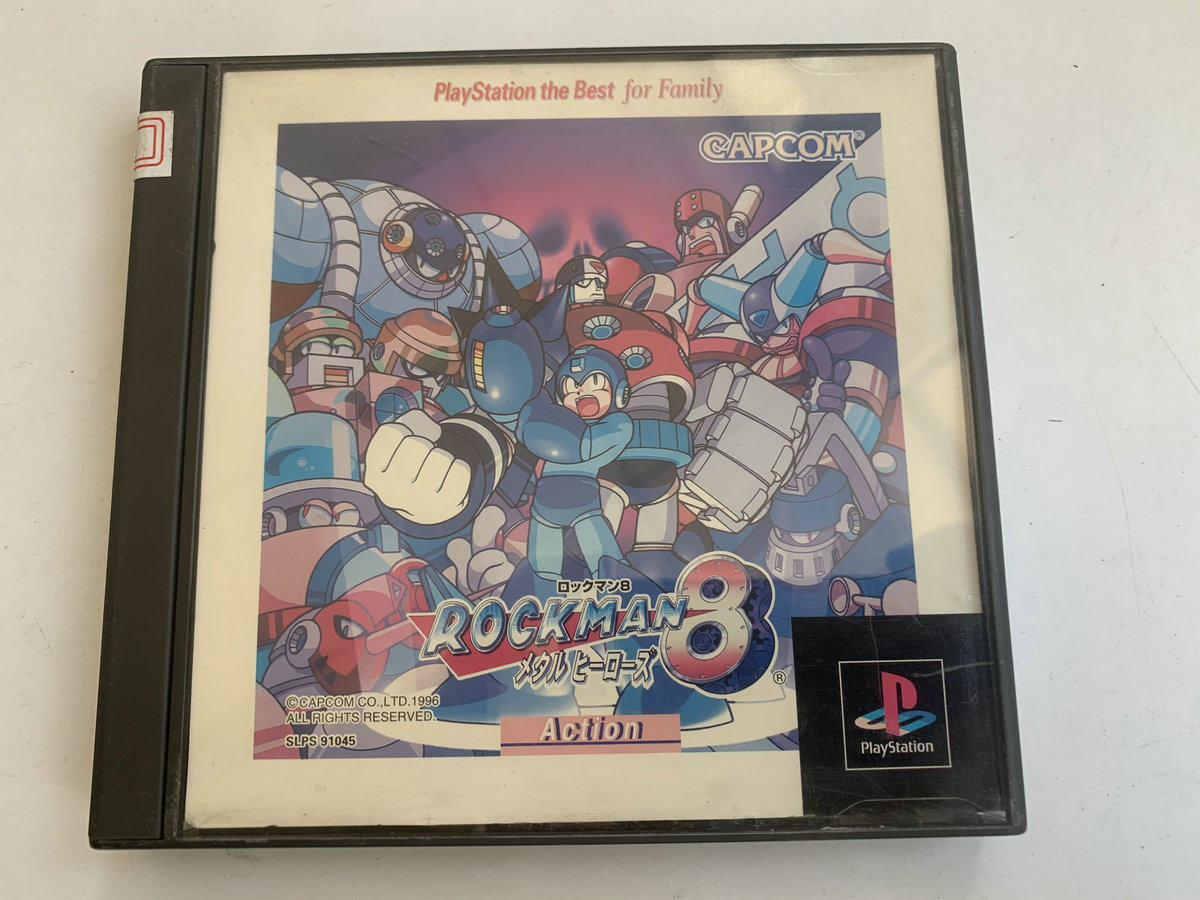 PlayStation the Best for Family
CAPCOM®
ロックマン8
ROCKMAN 8
メタルヒーローズ ®
©CAPCOM CO.,LTD.1996
ALL RIGHTS RESERVED.
SLPS 91045
Action
PlayStation